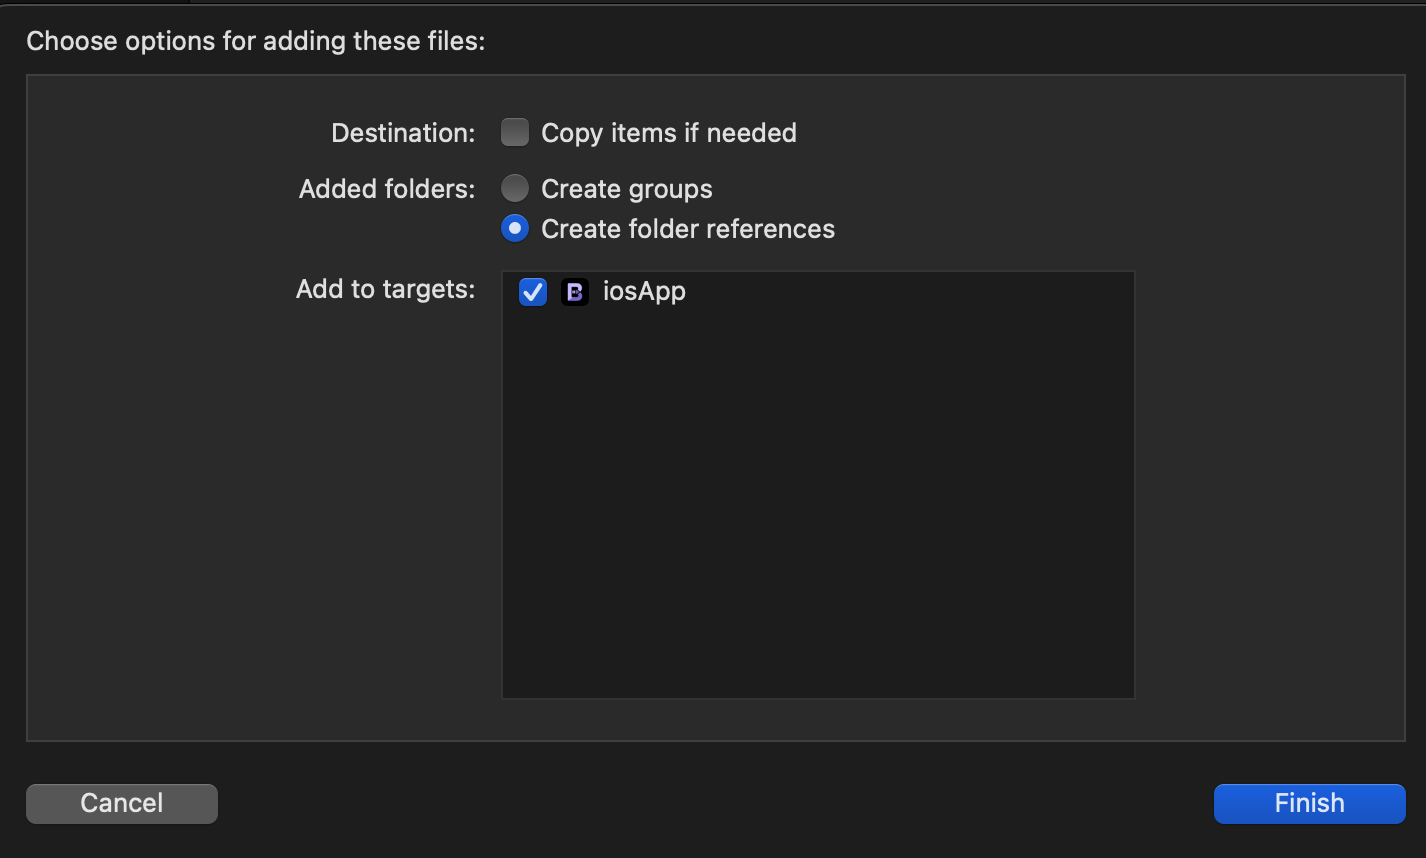 Choose options for adding these files:
Destination: Copy items if needed
Added folders: Create groups
Create folder references
Add to targets: B iosApp
Cancel Finish